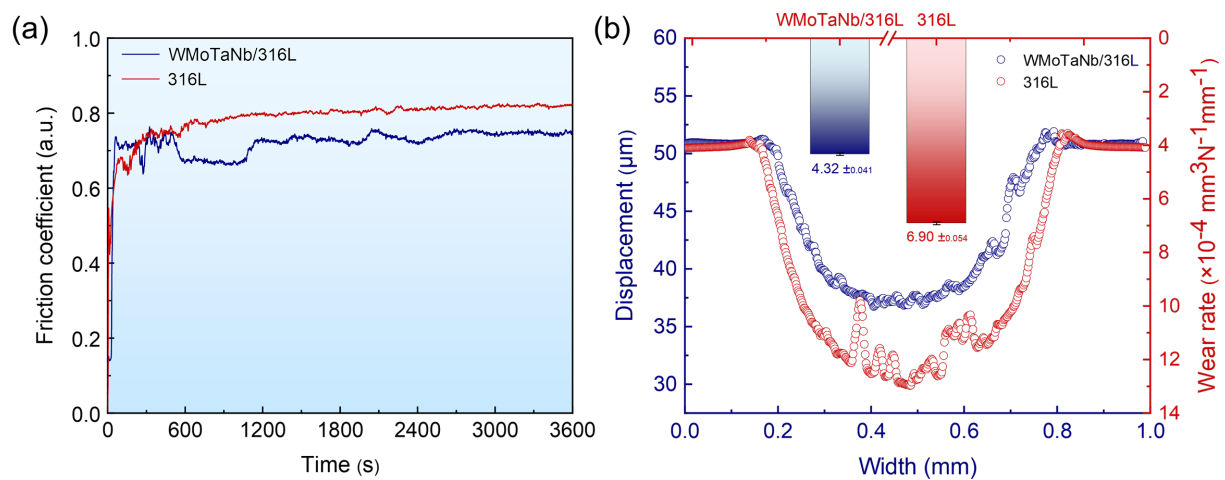 (a)
1.0
0.8
0.6
0.4
0.2
0.0
Friction coefficient (a.u.)
WMoTaNb/316L
316L
0 600 1200 1800 2400 3000 3600
Time (s)
(b)
WMoTaNb/316L 316L
60
55
50
45
40
35
30
Displacement (μm)
WMoTaNb/316L
316L
4.32 ±0.041
6.90 ±0.054
0
2
4
6
8
10
12
14
Wear rate (×10-4 mm3N-1mm-1)
0.0 0.2 0.4 0.6 0.8 1.0
Width (mm)